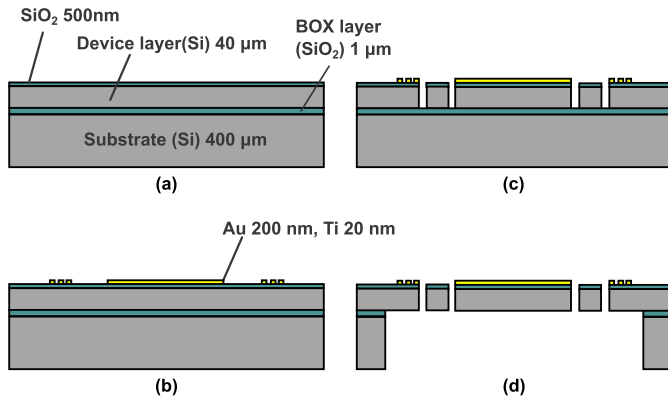 SiO₂ 500nm
Device layer(Si) 40 μm
BOX layer
(SiO₂) 1 μm
Substrate (Si) 400 μm
(a)
(c)
Au 200 nm, Ti 20 nm
(b)
(d)